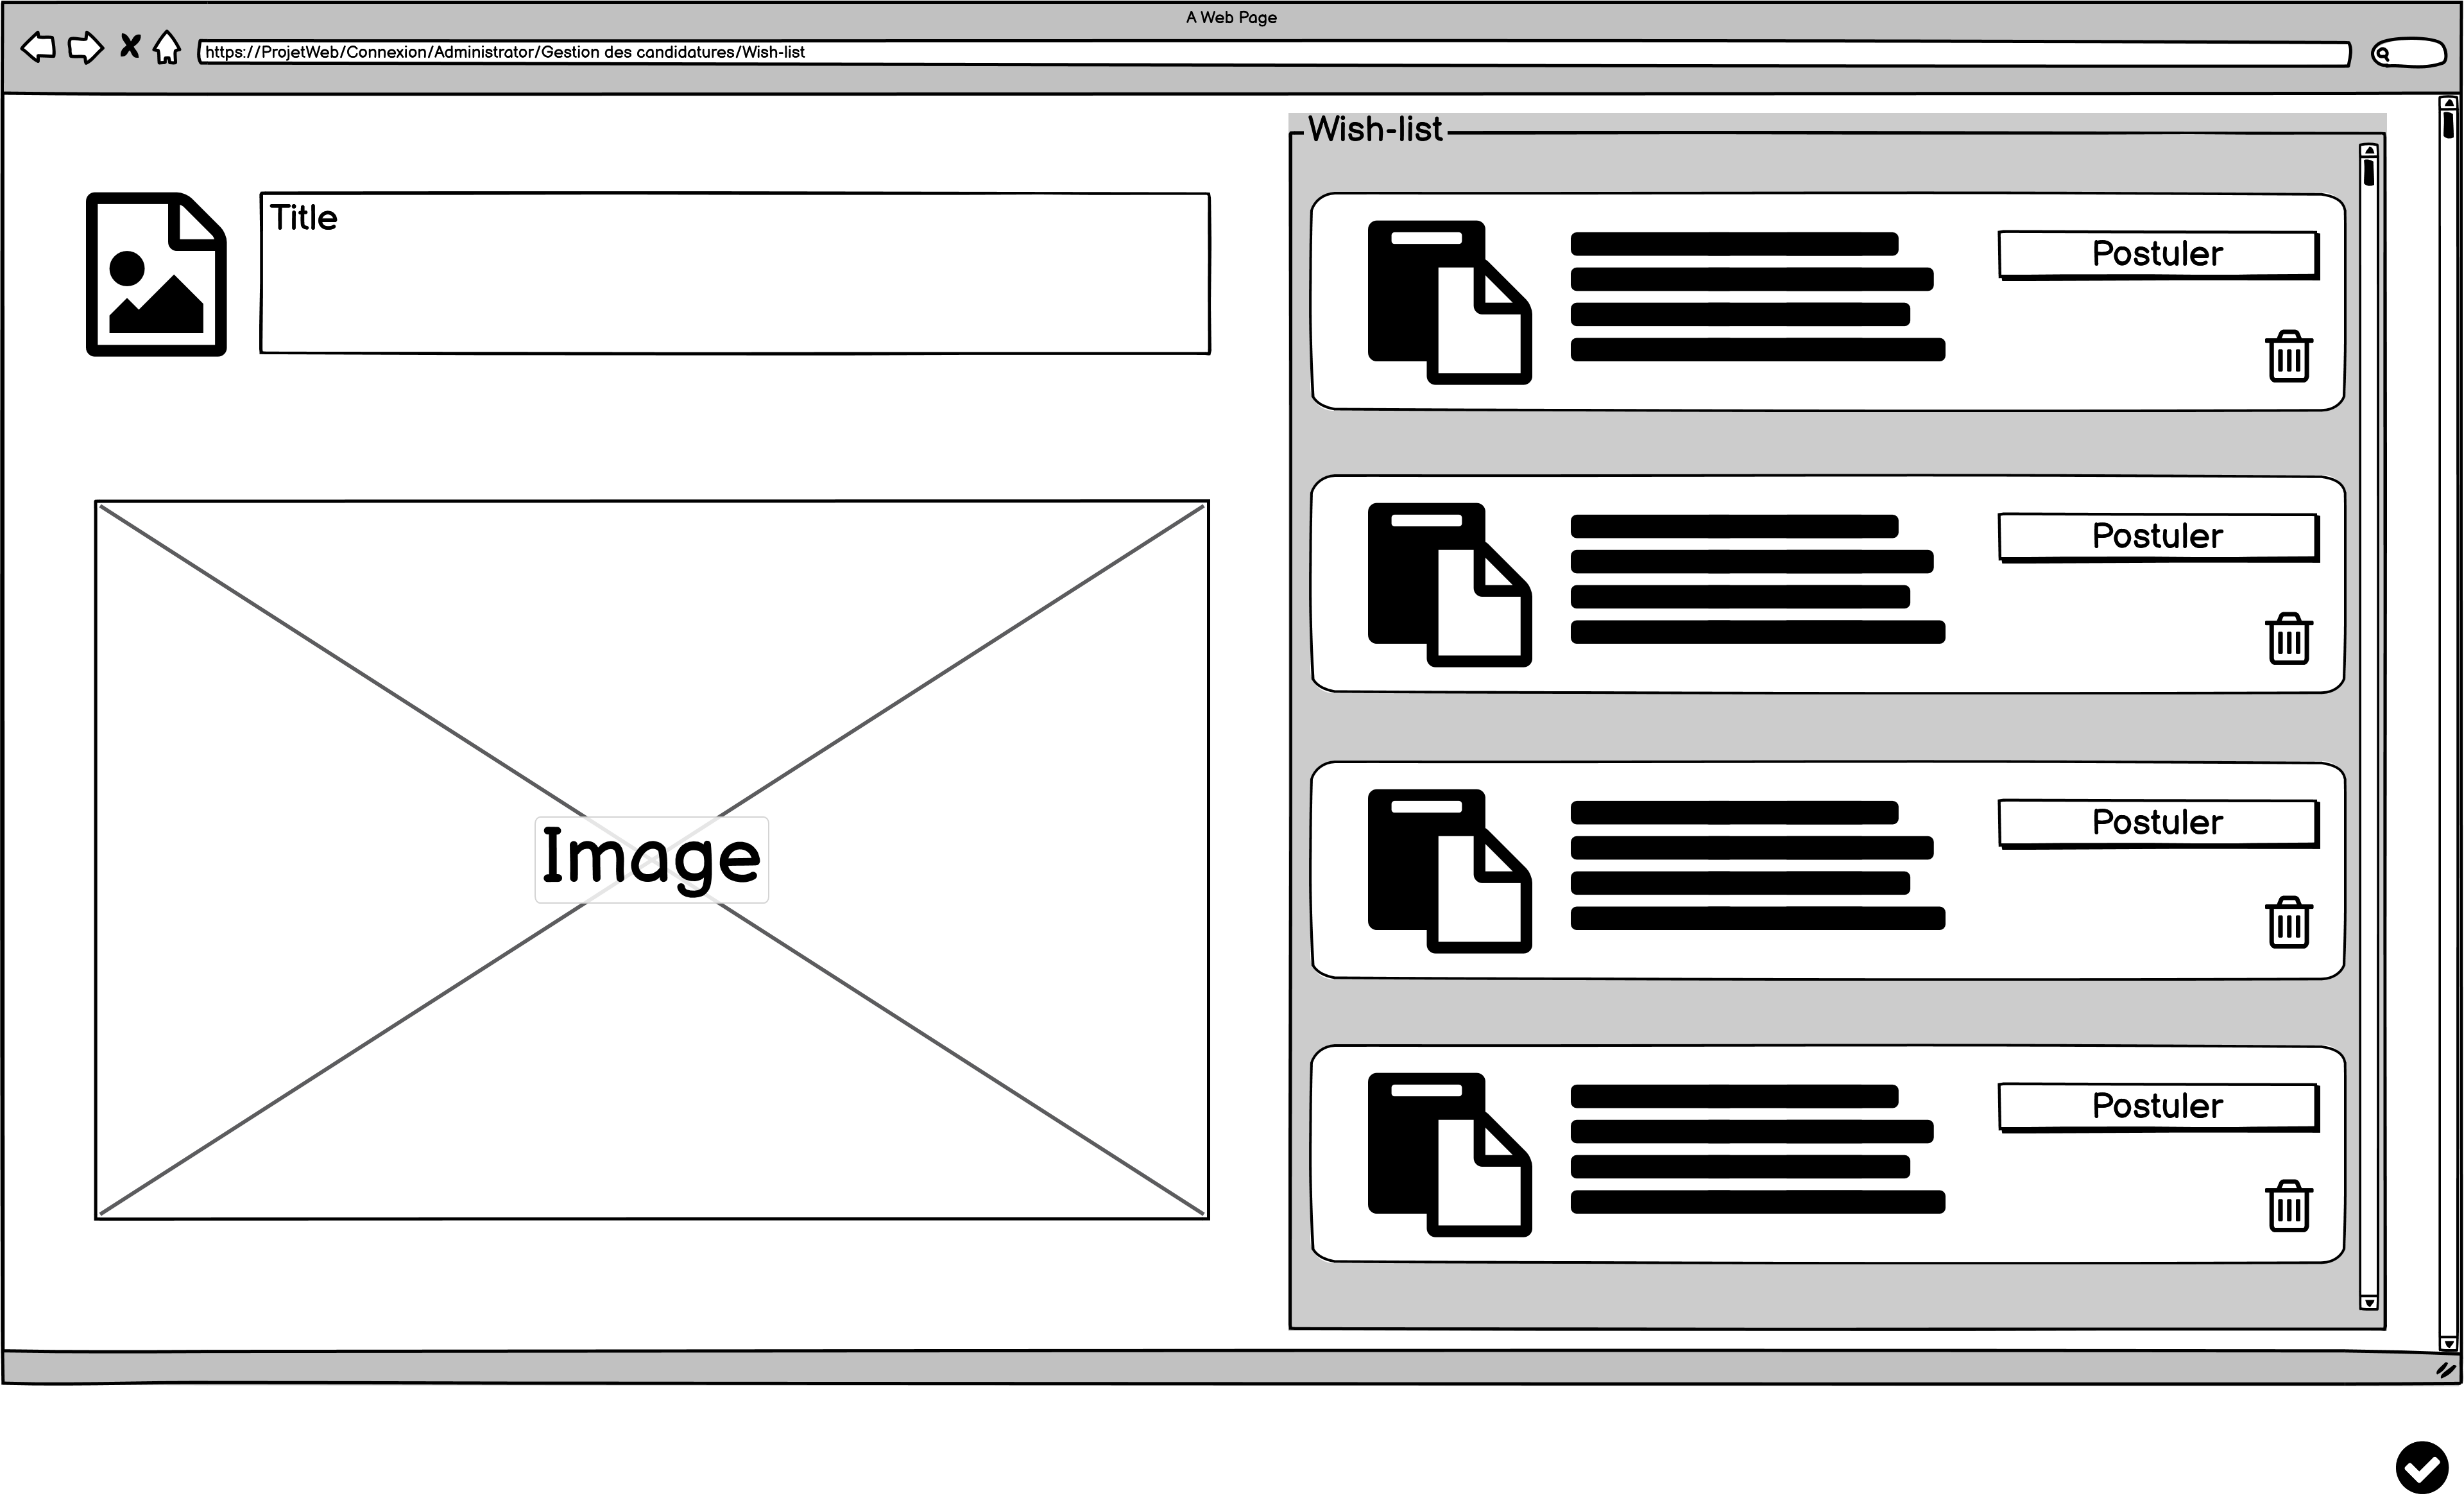 A Web Page
https://ProjetWeb/Connexion/Administrator/Gestion des candidatures/Wish-list
Title
Image
Wish-list
Postuler
Postuler
Postuler
Postuler